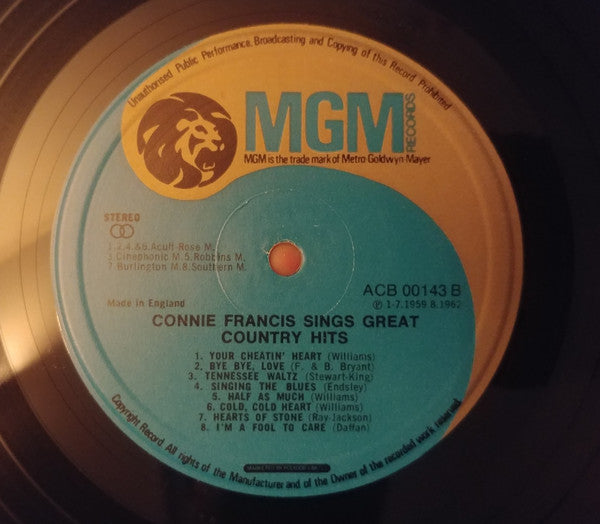 Unauthorised Public Performance, Broadcasting and Copying of this Record Prohibited
MGM
RECORDS
MGM is the trade mark of Metro-Goldwyn-Mayer
STEREO
1.2.4.&6. Acuff-Rose M.
3.Cinephonic M. 5.Robbins M.
7 Burlington M. 8.Southern M.
Made in England
ACB 00143 B
℗ 1-7.1959.8.1962
CONNIE FRANCIS SINGS GREAT
COUNTRY HITS
1. YOUR CHEATIN' HEART (Williams)
2. BYE BYE, LOVE (F. & B. Bryant)
3. TENNESSEE WALTZ (Stewart-King)
4. SINGING THE BLUES (Endsley)
5. HALF AS MUCH (Williams)
6. COLD, COLD HEART (Williams)
7. HEARTS OF STONE (Ray-Jackson)
8. I'M A FOOL TO CARE (Daffan)
Copyright Record All rights of the Manufacturer and of the Owner of the recorded work reserved.
MARKETED BY POLYDOR